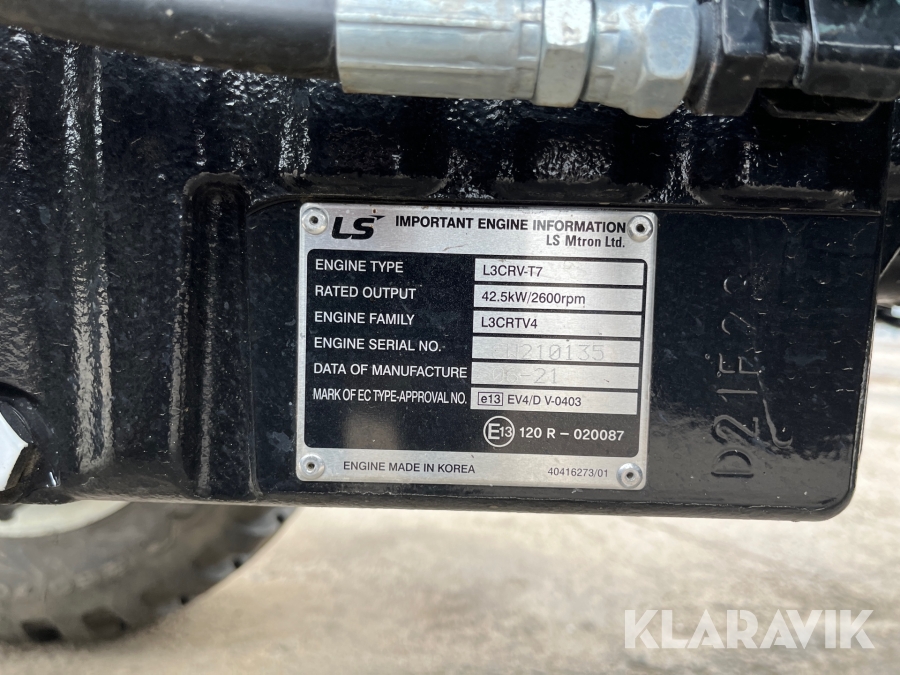 LS IMPORTANT ENGINE INFORMATION
LS Mtron Ltd.
ENGINE TYPE L3CRV-T7
RATED OUTPUT 42.5kW/2600rpm
ENGINE FAMILY L3CRTV4
ENGINE SERIAL NO.
DATA OF MANUFACTURE
MARK OF EC TYPE-APPROVAL NO. e13 EV4/D V-0403
E13 120 R - 020087
ENGINE MADE IN KOREA 40416273/01
KLARAVIK